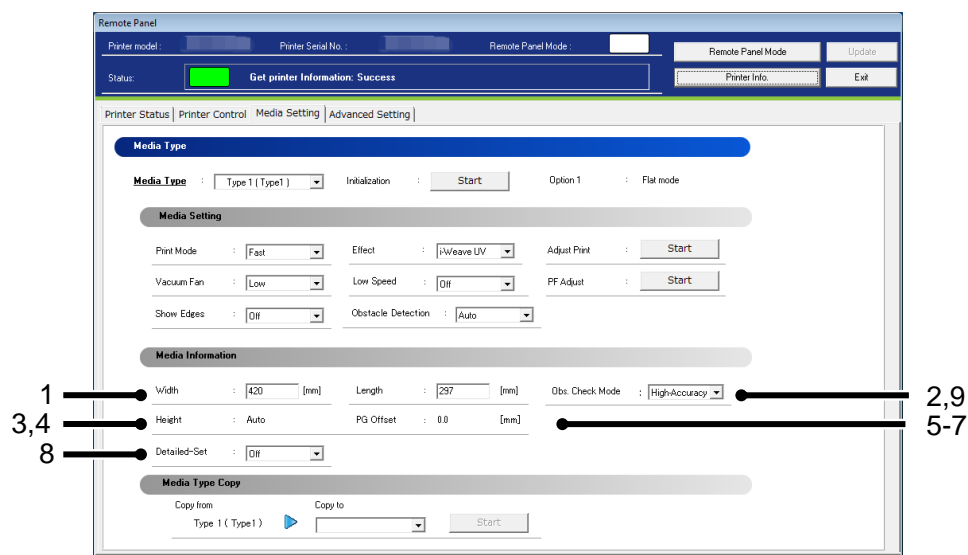 Remote Panel
Printer model : Printer Serial No. : Remote Panel Mode : Remote Panel Mode Update
Status: Get printer Information: Success Printer Info. Exit
Printer Status Printer Control Media Setting Advanced Setting
Media Type
Media Type : Type 1 ( Type1 ) Initialization : Start Option 1 : Flat mode
Media Setting
Print Mode : Fast Effect : i-Weave UV Adjust Print : Start
Vacuum Fan : Low Low Speed : Off PF Adjust : Start
Show Edges : Off Obstacle Detection : Auto
Media Information
1 Width : 420 [mm] Length : 297 [mm] Obs. Check Mode : High-Accuracy 2,9
3,4 Height : Auto PG Offset : 0.0 [mm] 5-7
8 Detailed-Set : Off
Media Type Copy
Copy from Copy to
Type 1 ( Type1 ) Start